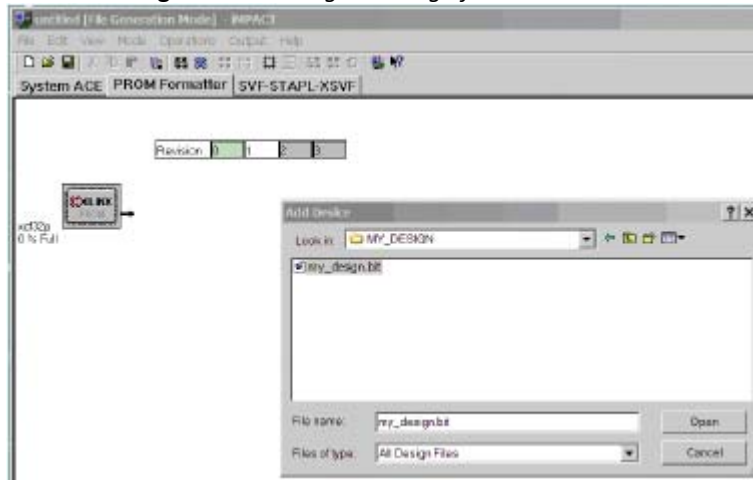 untitled [File Generation Mode] - iMPACT
File Edit View Mode Operations Output Help
System ACE PROM Formatter SVF-STAPL-XSVF
Revision 0 1 2 3
XILINX
PROM
xcf32p
0 % Full
Add Device
Look in: MY_DESIGN
my_design.bit
File name: my_design.bit Open
Files of type: All Design Files Cancel